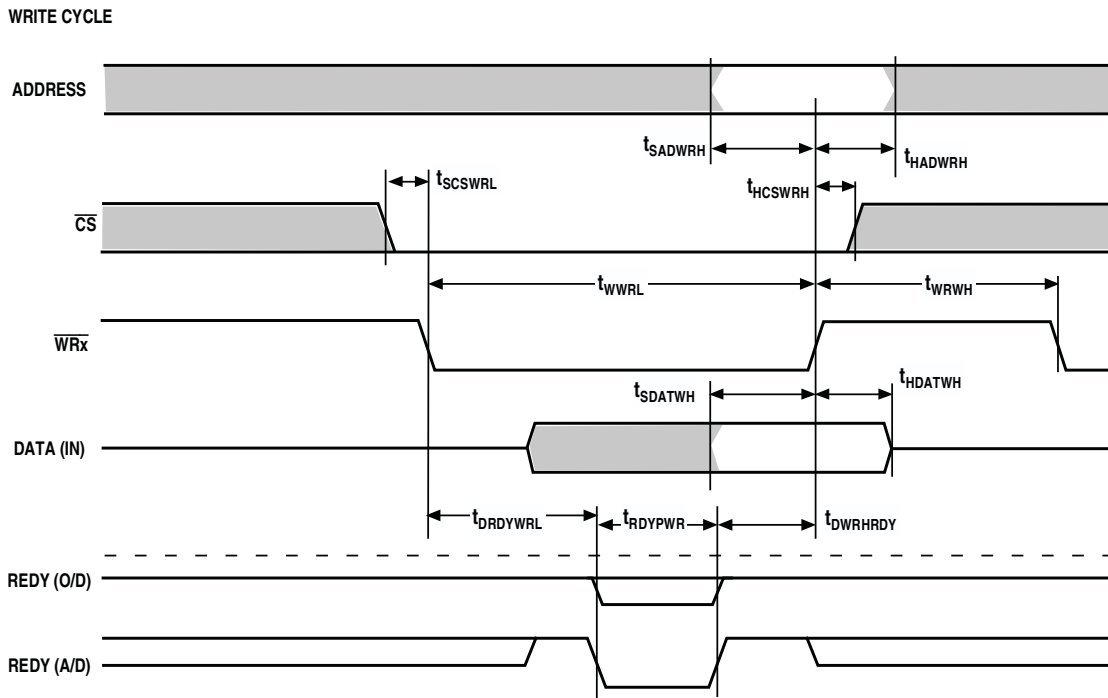 WRITE CYCLE
ADDRESS
tSADWRH
tHADWRH
tSCSWRL
tHCSWRH
CS
tWWRL
tWRWH
WRx
tSDATWH
tHDATWH
DATA (IN)
tDRDYWRL
tRDYPWR
tDWRHRDY
REDY (O/D)
REDY (A/D)